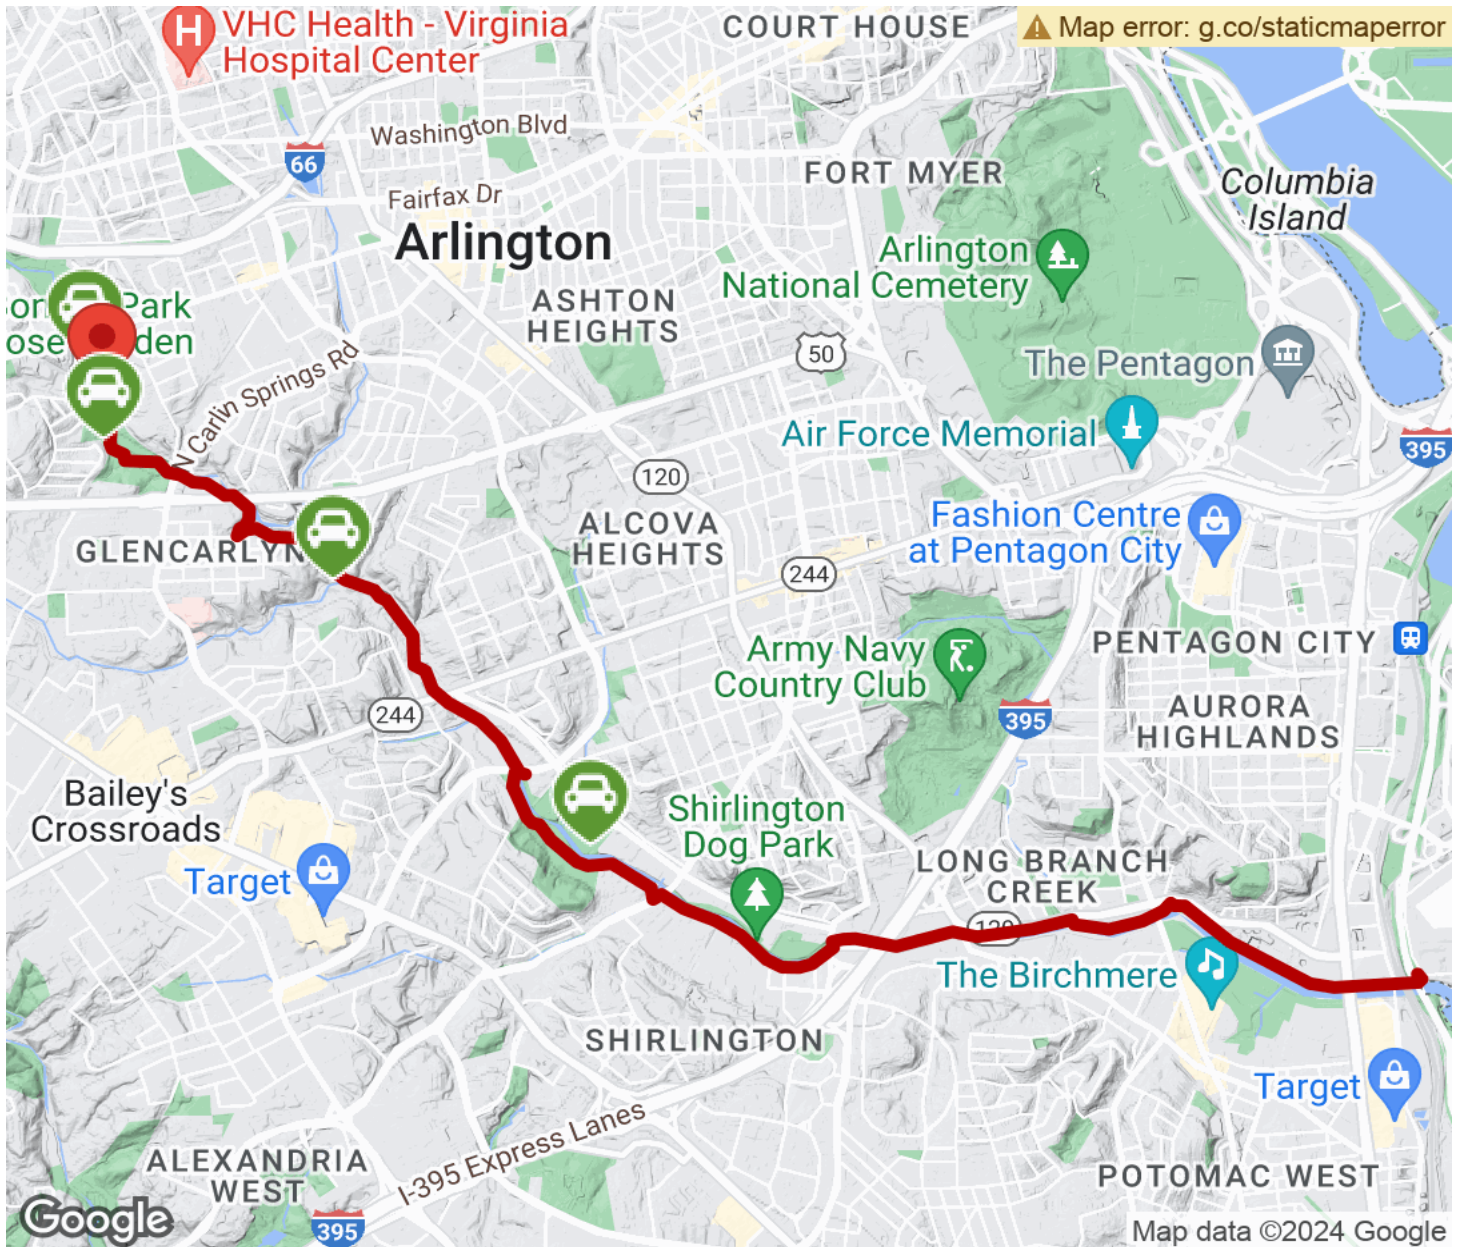 VHC Health - Virginia
Hospital Center
COURT HOUSE
Map error: g.co/staticmaperror
Washington Blvd
66
Fairfax Dr
FORT MYER
Columbia
Island
Arlington
Arlington
National Cemetery
Park
ASHTON
HEIGHTS
50
The Pentagon
N Carlin Springs Rd
Air Force Memorial
395
120
Fashion Centre
at Pentagon City
ALCOVA
HEIGHTS
GLENCARLYN
244
PENTAGON CITY
Army Navy
Country Club
244
395
AURORA
HIGHLANDS
Bailey's
Crossroads
Shirlington
Dog Park
Target
LONG BRANCH
CREEK
120
The Birchmere
SHIRLINGTON
Target
I-395 Express Lanes
ALEXANDRIA
WEST
POTOMAC WEST
Google
395
Map data ©2024 Google